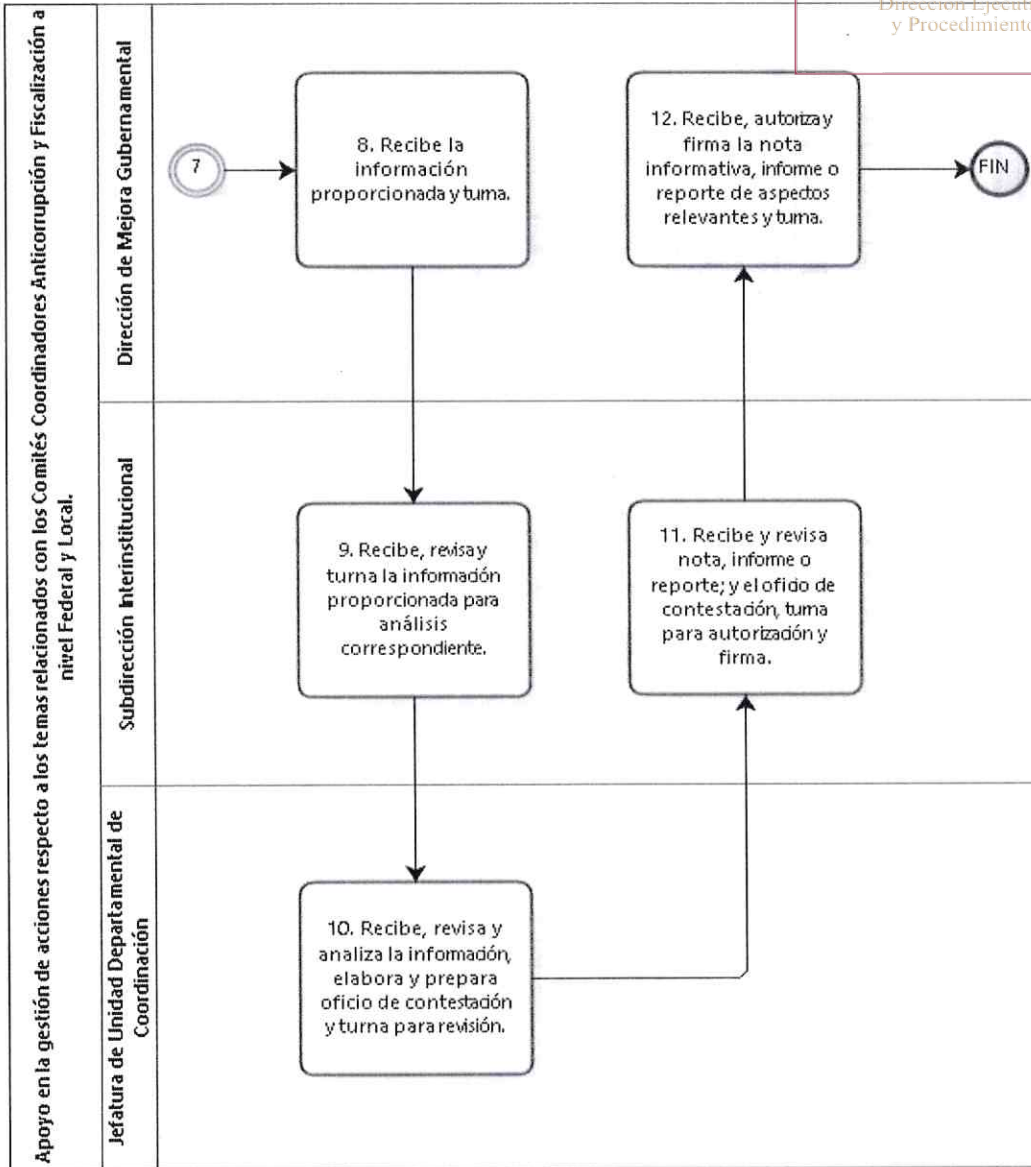 Dirección Ejecuti
y Procedimiento
Apoyo en la gestión de acciones respecto a los temas relacionados con los Comités Coordinadores Anticorrupción y Fiscalización a
nivel Federal y Local.
Dirección de Mejora Gubernamental
7
8. Recibe la
información
proporcionada y turna.
12. Recibe, autoriza y
firma la nota
informativa, informe o
reporte de aspectos
relevantes y turna.
FIN
Subdirección Interinstitucional
9. Recibe, revisa y
turna la información
proporcionada para
análisis
correspondiente.
11. Recibe y revisa
nota, informe o
reporte; y el oficio de
contestación, turna
para autorización y
firma.
Jefatura de Unidad Departamental de
Coordinación
10. Recibe, revisa y
analiza la información,
elabora y prepara
oficio de contestación
y turna para revisión.